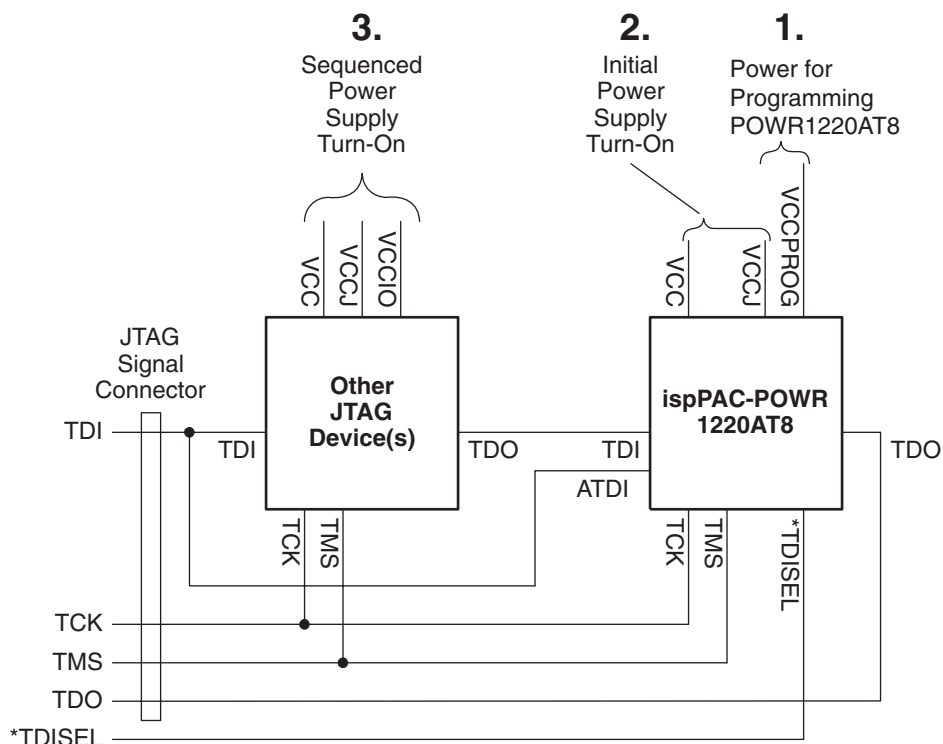 3.
Sequenced
Power
Supply
Turn-On
2.
Initial
Power
Supply
Turn-On
1.
Power for
Programming
POWR1220AT8
VCC
VCCJ
VCCIO
VCC
VCCJ
VCCPROG
JTAG
Signal
Connector
Other
JTAG
Device(s)
ispPAC-POWR
1220AT8
TDI
TDI
TDO
TDI
TDO
ATDI
TCK
TMS
TCK
TMS
*TDISEL
TCK
TMS
TDO
*TDISEL